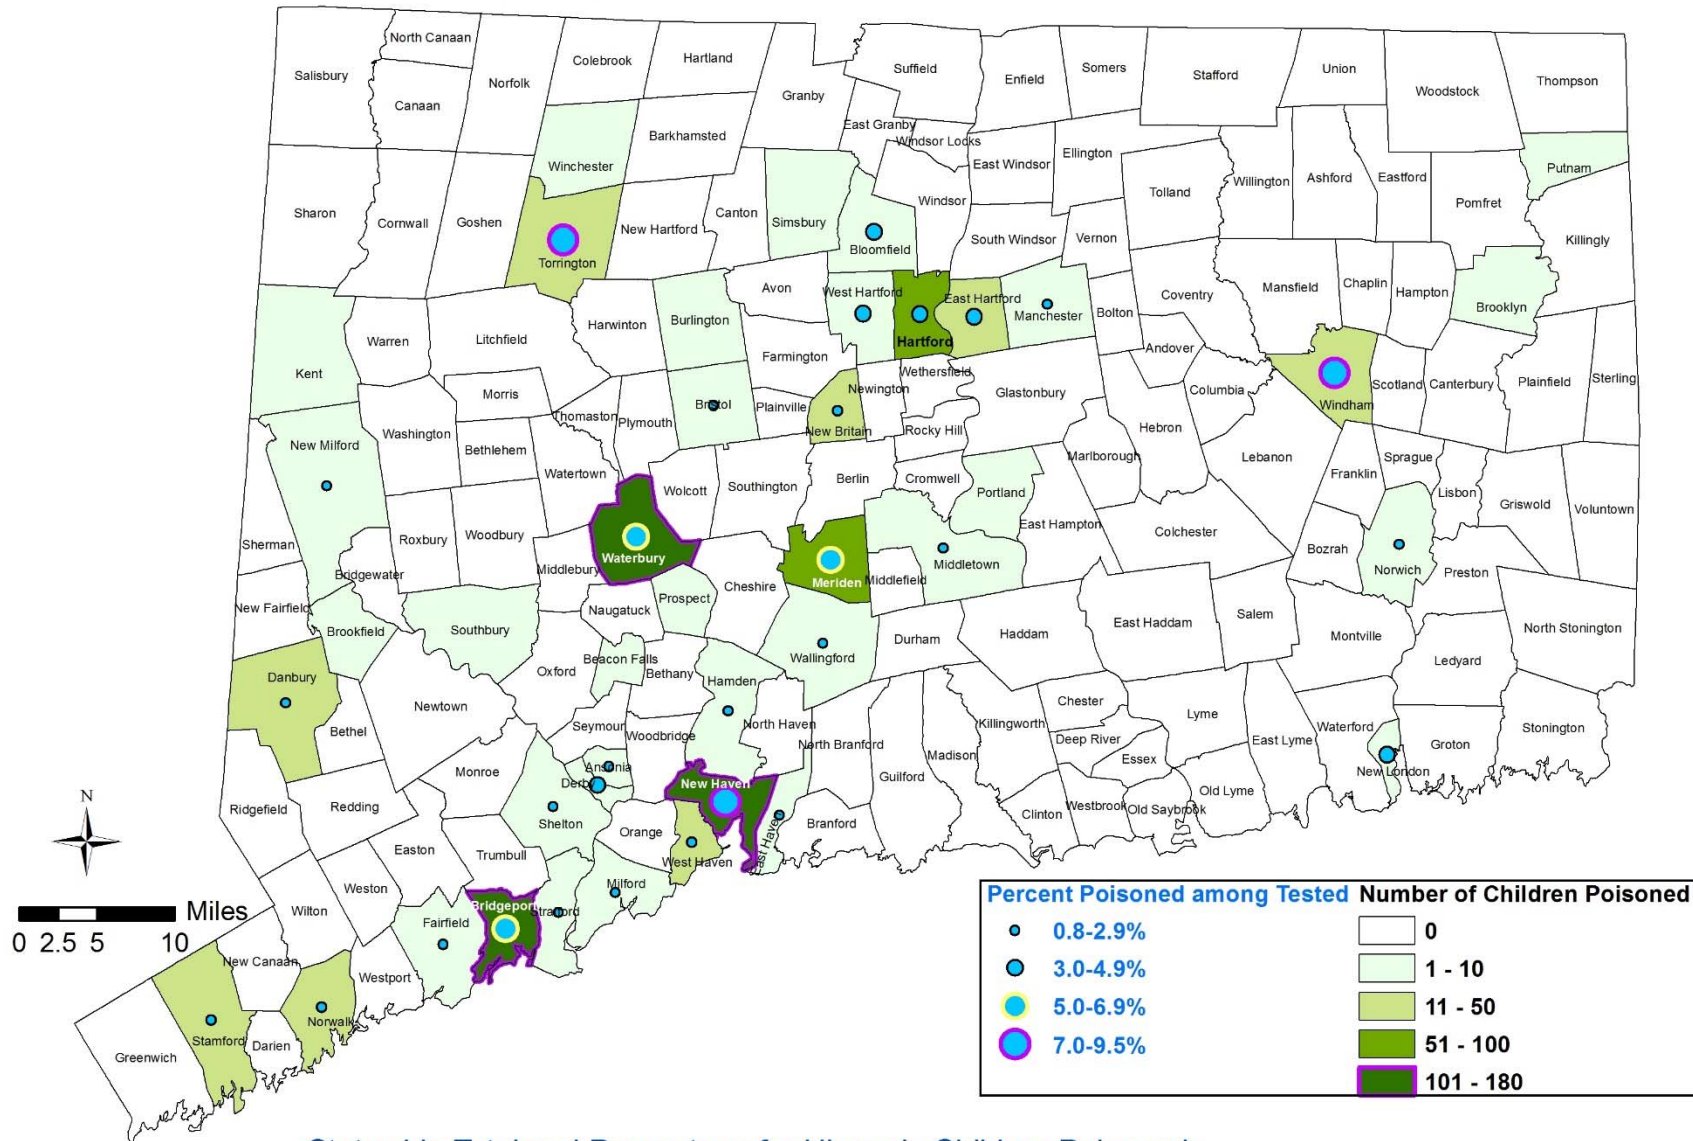 North Canaan
Colebrook
Hartland
Salisbury
Norfolk
Canaan
Suffield
Enfield
Somers
Stafford
Union
Woodstock
Thompson
Granby
East Granby
Windsor Locks
Barkhamsted
Winchester
East Windsor
Ellington
Tolland
Willington
Ashford
Eastford
Putnam
Pomfret
Killingly
Sharon
Cornwall
Goshen
Torrington
New Hartford
Canton
Simsbury
Bloomfield
Windsor
South Windsor
Vernon
Mansfield
Chaplin
Hampton
Brooklyn
Coventry
Bolton
Andover
Avon
West Hartford
East Hartford
Manchester
Hartford
Burlington
Harwinton
Litchfield
Warren
Kent
Farmington
Wethersfield
Newington
Glastonbury
Columbia
Windham
Scotland
Canterbury
Plainfield
Sterling
Morris
Bristol
Plainville
New Britain
Rocky Hill
Thomaston
Plymouth
Washington
Bethlehem
New Milford
Watertown
Wolcott
Southington
Berlin
Cromwell
Portland
Marlborough
Hebron
Lebanon
Franklin
Sprague
Lisbon
Griswold
Voluntown
East Hampton
Colchester
Bozrah
Norwich
Preston
Sherman
Roxbury
Woodbury
Bridgewater
Middlebury
Waterbury
Cheshire
Meriden
Middlefield
Middletown
New Fairfield
Brookfield
Southbury
Naugatuck
Prospect
Wallingford
Durham
Haddam
East Haddam
Salem
Montville
North Stonington
Ledyard
Danbury
Bethel
Newtown
Oxford
Beacon Falls
Bethany
Hamden
North Haven
North Branford
Killingworth
Chester
Deep River
Essex
Lyme
East Lyme
Waterford
New London
Groton
Stonington
Seymour
Woodbridge
Ansonia
Derby
Monroe
Shelton
Orange
New Haven
West Haven
East Haven
Branford
Guilford
Madison
Clinton
Westbrook
Old Saybrook
Old Lyme
Ridgefield
Redding
Easton
Trumbull
Weston
Wilton
Fairfield
Bridgeport
Stratford
Milford
New Canaan
Westport
Norwalk
Stamford
Darien
Greenwich
N
Miles
0 2.5 5 10
Percent Poisoned among Tested
0.8-2.9%
3.0-4.9%
5.0-6.9%
7.0-9.5%
Number of Children Poisoned
0
1 - 10
11 - 50
51 - 100
101 - 180